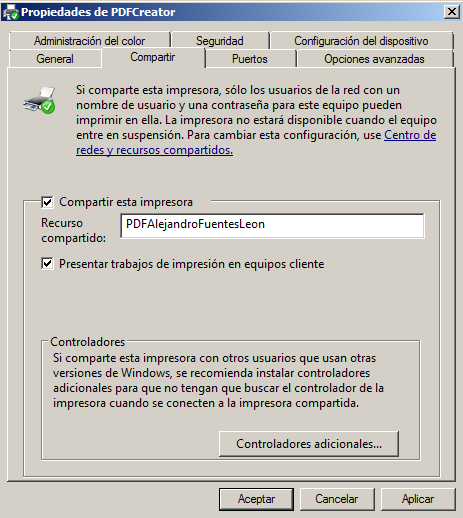 Propiedades de PDFCreator
Administración del color
Seguridad
Configuración del dispositivo
General
Compartir
Puertos
Opciones avanzadas
Si comparte esta impresora, sólo los usuarios de la red con un
nombre de usuario y una contraseña para este equipo pueden
imprimir en ella. La impresora no estará disponible cuando el equipo
entre en suspensión. Para cambiar esta configuración, use Centro de
redes y recursos compartidos.
Compartir esta impresora
Recurso
compartido:
PDFAlejandroFuentesLeon
Presentar trabajos de impresión en equipos cliente
Controladores
Si comparte esta impresora con otros usuarios que usan otras
versiones de Windows, se recomienda instalar controladores
adicionales para que no tengan que buscar el controlador de la
impresora cuando se conecten a la impresora compartida.
Controladores adicionales...
Aceptar
Cancelar
Aplicar